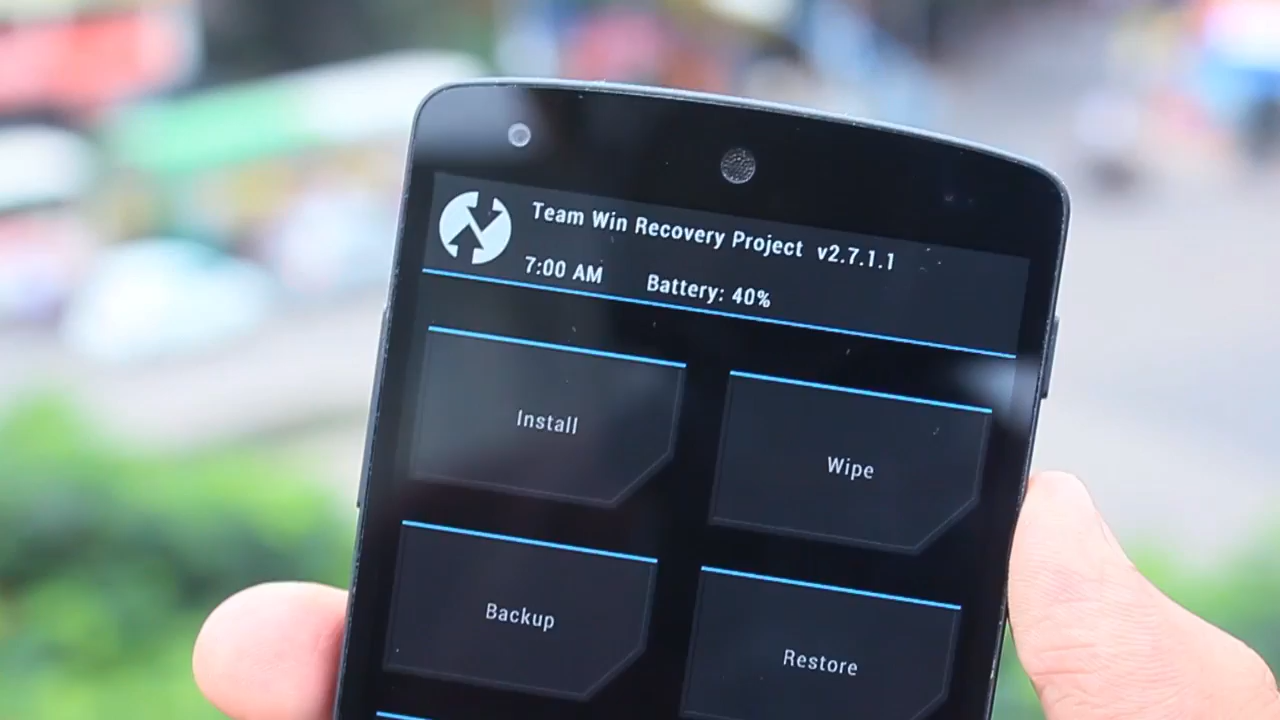 Team Win Recovery Project v2.7.1.1
7:00 AM Battery: 40%
Install
Wipe
Backup
Restore